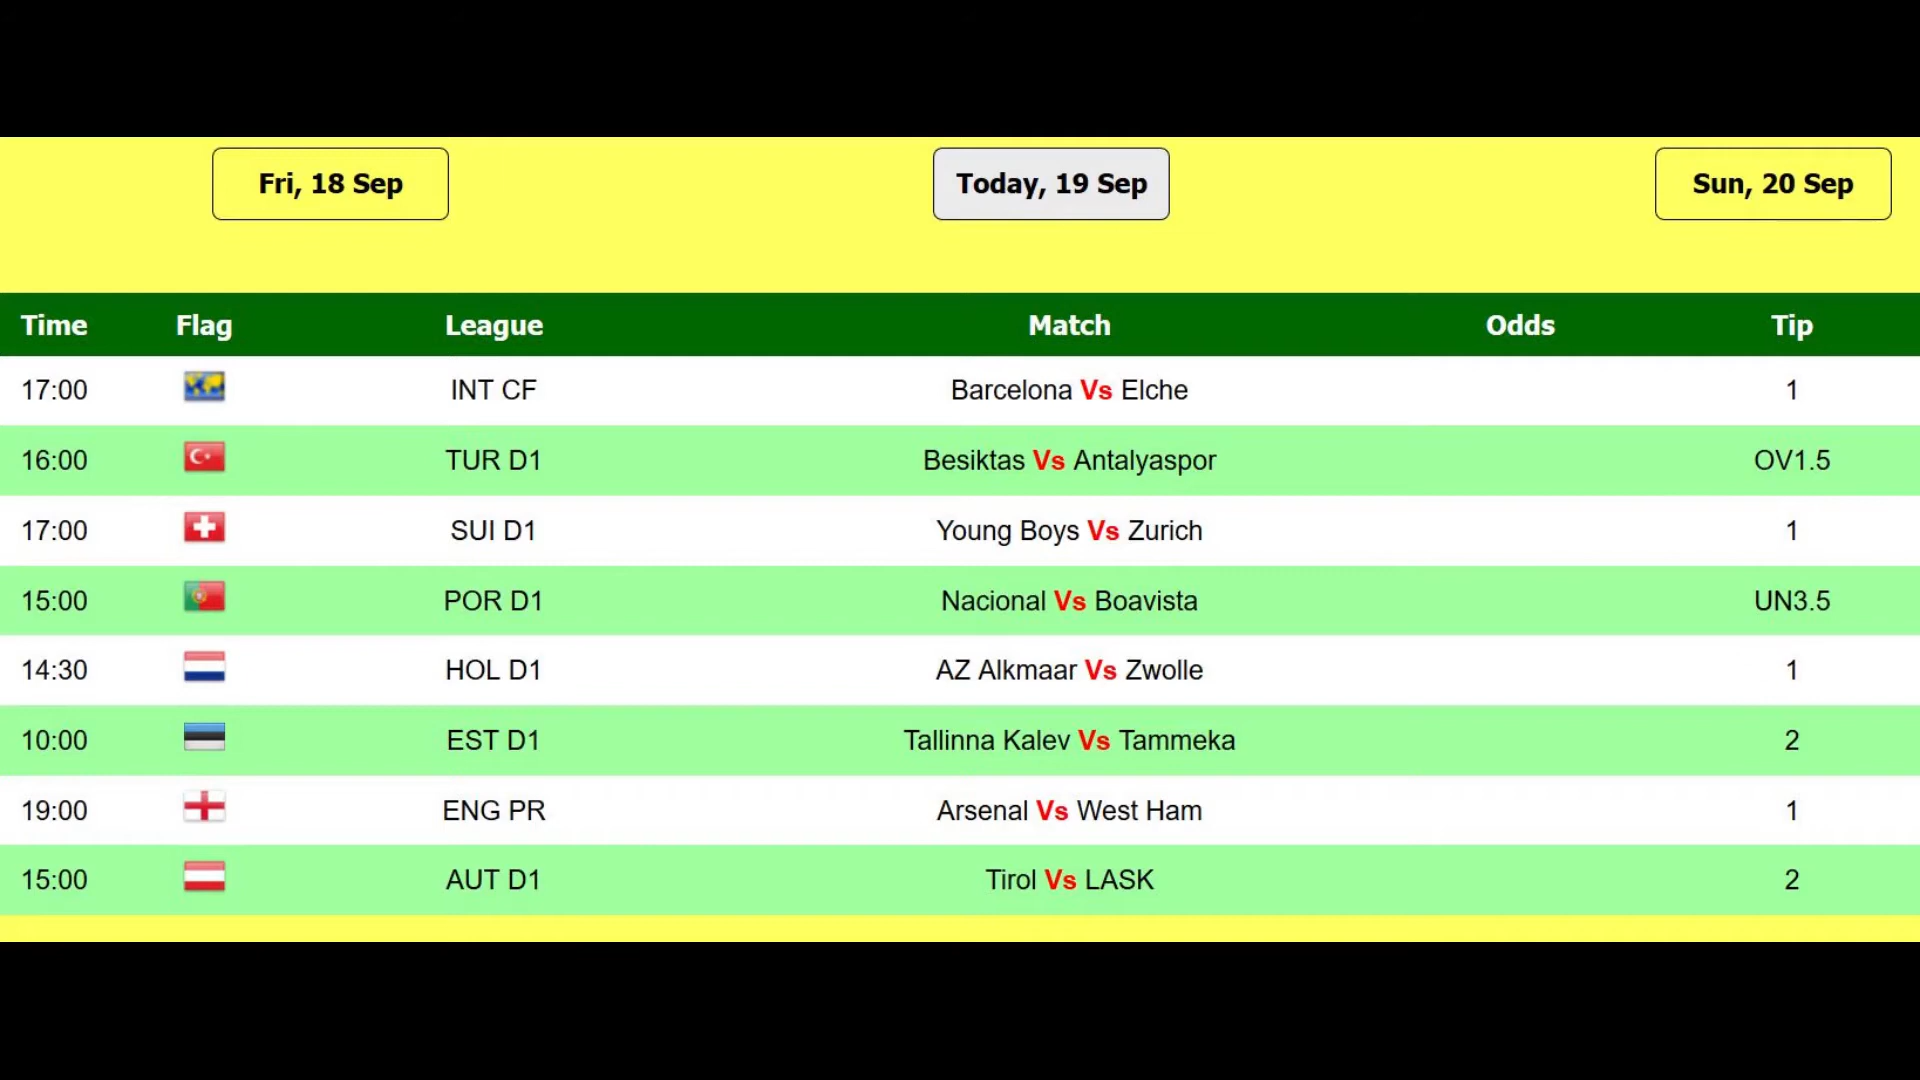 Fri, 18 Sep Today, 19 Sep Sun, 20 Sep
Time Flag League Match Odds Tip
17:00 INT CF Barcelona Vs Elche 1
16:00 TUR D1 Besiktas Vs Antalyaspor OV1.5
17:00 SUI D1 Young Boys Vs Zurich 1
15:00 POR D1 Nacional Vs Boavista UN3.5
14:30 HOL D1 AZ Alkmaar Vs Zwolle 1
10:00 EST D1 Tallinna Kalev Vs Tammeka 2
19:00 ENG PR Arsenal Vs West Ham 1
15:00 AUT D1 Tirol Vs LASK 2